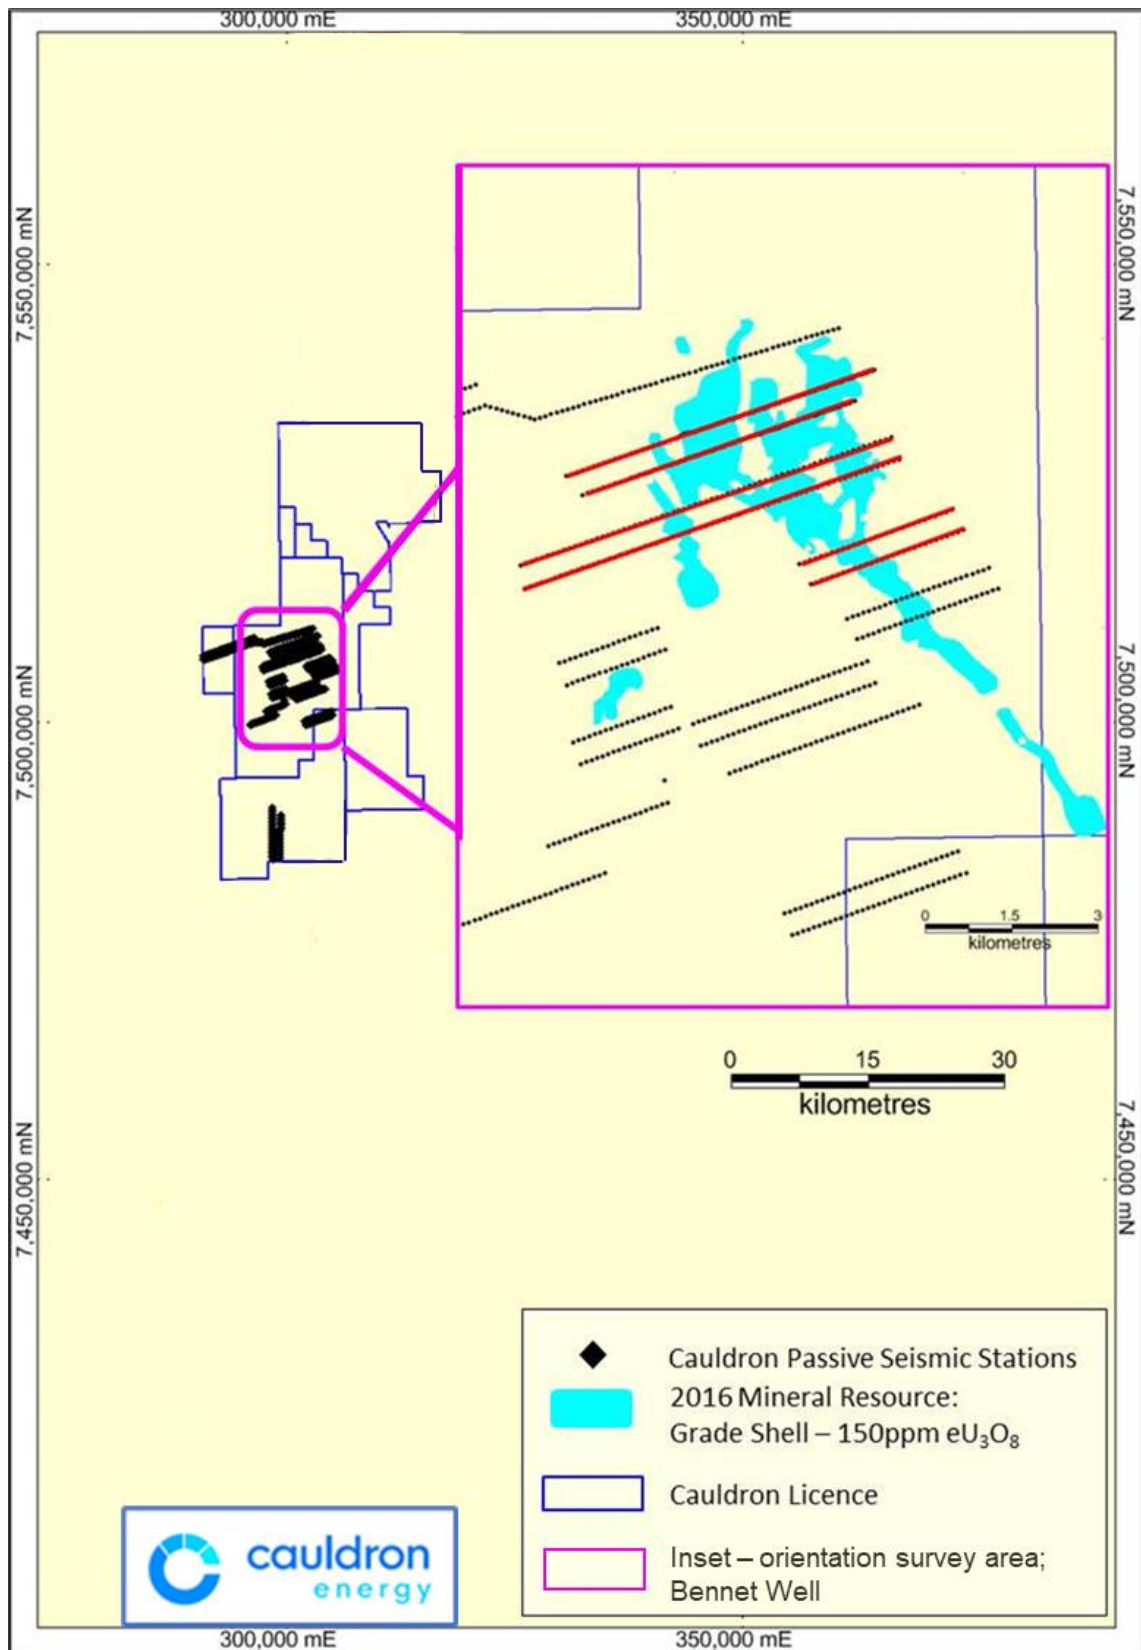 300,000 mE
350,000 mE
7,550,000 mN
7,550,000 mN
7,500,000 mN
7,500,000 mN
0 1.5 3
kilometres
0 15 30
kilometres
7,450,000 mN
7,450,000 mN
Cauldron Passive Seismic Stations
2016 Mineral Resource:
Grade Shell – 150ppm eU₃O₈
Cauldron Licence
Inset – orientation survey area;
Bennet Well
cauldron
energy
300,000 mE
350,000 mE